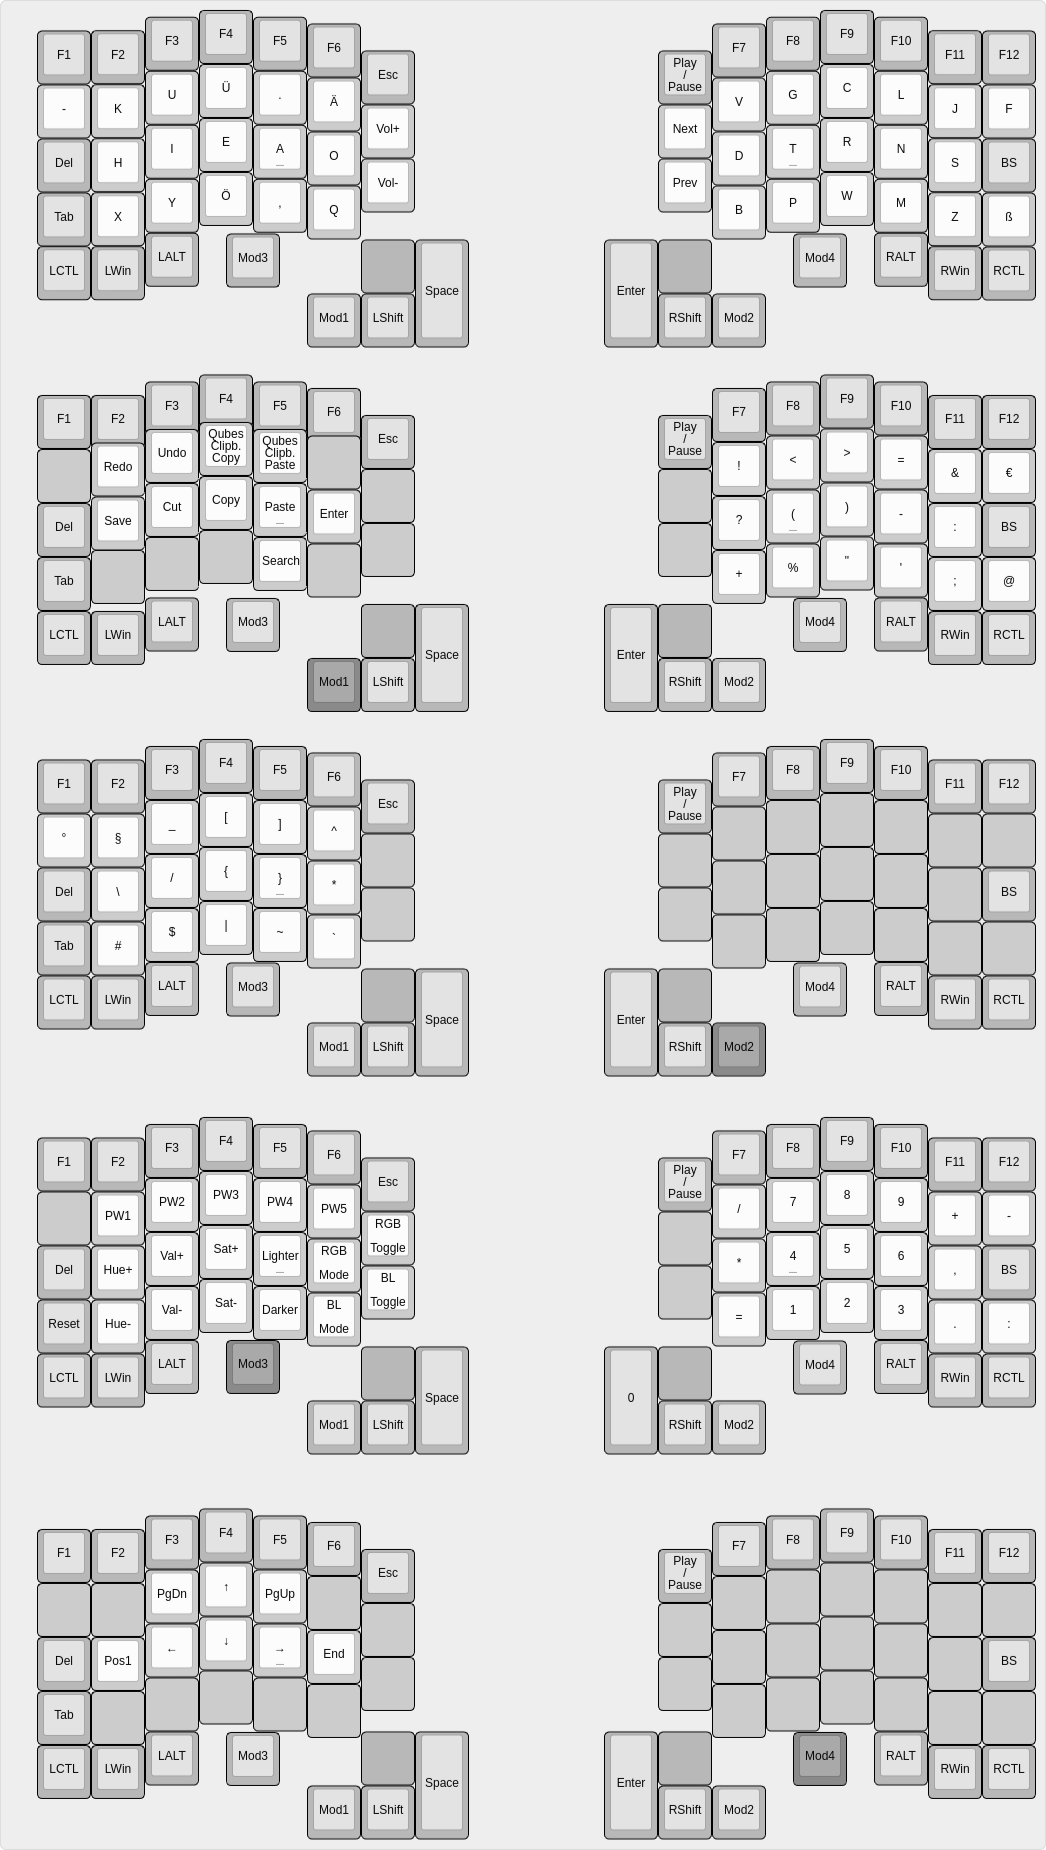 F1 F2 F3 F4 F5 F6 Esc
- K U Ü . Ä Vol+
Del H I E A _ O Vol-
Tab X Y Ö , Q
LCTL LWin LALT Mod3
Mod1 LShift Space
Play
/
Pause
F7 F8 F9 F10 F11 F12
Next V G C L J F
Prev D T _ R N S BS
B P W M Z ß
Mod4 RALT RWin RCTL
Enter RShift Mod2
F1 F2 F3 F4 F5 F6 Esc
Redo Undo
Qubes
Clipb.
Copy
Qubes
Clipb.
Paste
Del Save Cut Copy Paste _ Enter
Tab Search
LCTL LWin LALT Mod3
Mod1 LShift Space
Play
/
Pause
F7 F8 F9 F10 F11 F12
! < > = & €
? ( _ ) - : BS
+ % " ' ; @
Mod4 RALT RWin RCTL
Enter RShift Mod2
F1 F2 F3 F4 F5 F6 Esc
° § _ [ ] ^
Del \ / { } _ *
Tab # $ | ~ `
LCTL LWin LALT Mod3
Mod1 LShift Space
Play
/
Pause
F7 F8 F9 F10 F11 F12
BS
Mod4 RALT RWin RCTL
Enter RShift Mod2
F1 F2 F3 F4 F5 F6 Esc
PW1 PW2 PW3 PW4 PW5
RGB
Toggle
Del Hue+ Val+ Sat+ Lighter _
RGB
Mode
BL
Toggle
Reset Hue- Val- Sat- Darker
BL
Mode
LCTL LWin LALT Mod3
Mod1 LShift Space
Play
/
Pause
F7 F8 F9 F10 F11 F12
/ 7 8 9 + -
* 4 _ 5 6 , BS
= 1 2 3 . :
Mod4 RALT RWin RCTL
0 RShift Mod2
F1 F2 F3 F4 F5 F6 Esc
PgDn ↑ PgUp
Del Pos1 ← ↓ → _ End
Tab
LCTL LWin LALT Mod3
Mod1 LShift Space
Play
/
Pause
F7 F8 F9 F10 F11 F12
BS
Mod4 RALT RWin RCTL
Enter RShift Mod2